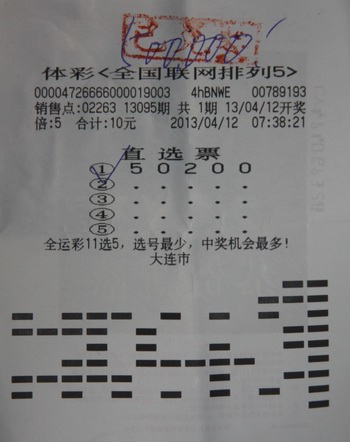 体彩<全国联网排列5>
00004726666000019003 4hBNWE 00789193
销售点:02263 13095期 共 1期 13/04/12开奖
倍:5 合计:10元 2013/04/12 07:38:21
直选票
① 5 0 2 0 0
② - - - - -
③ - - - - -
④ - - - - -
⑤ - - - - -
全运彩11选5,选号最少,中奖机会最多!
大连市